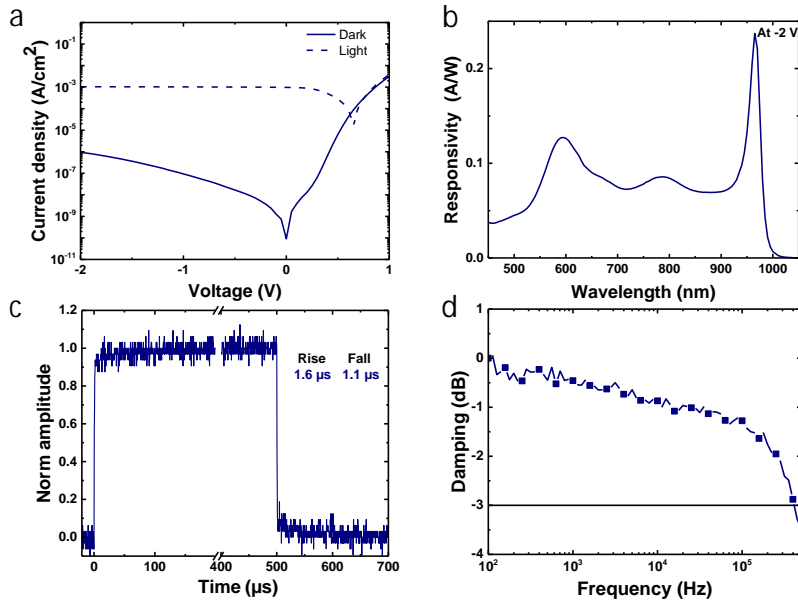 a
10⁻¹
10⁻³
10⁻⁵
10⁻⁷
10⁻⁹
10⁻¹¹
Current density (A/cm²)
Dark
Light
-2
-1
0
1
Voltage (V)
b
At -2 V
0.2
0.1
0.0
Responsivity (A/W)
500
600
700
800
900
1000
Wavelength (nm)
c
1.2
1.0
0.8
0.6
0.4
0.2
0.0
Norm amplitude
Rise Fall
1.6 μs 1.1 μs
0
100
400
500
600
700
Time (μs)
d
1
0
-1
-2
-3
-4
Damping (dB)
10²
10³
10⁴
10⁵
Frequency (Hz)